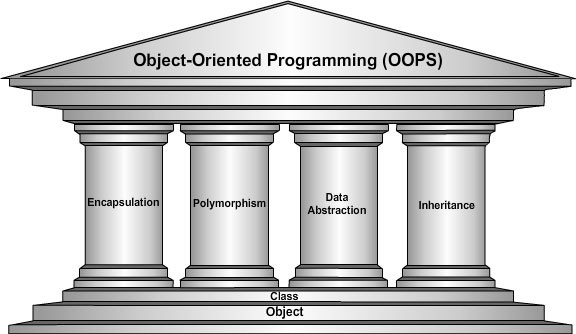 Object-Oriented Programming (OOPS)
Encapsulation
Polymorphism
Data
Abstraction
Inheritance
Class
Object